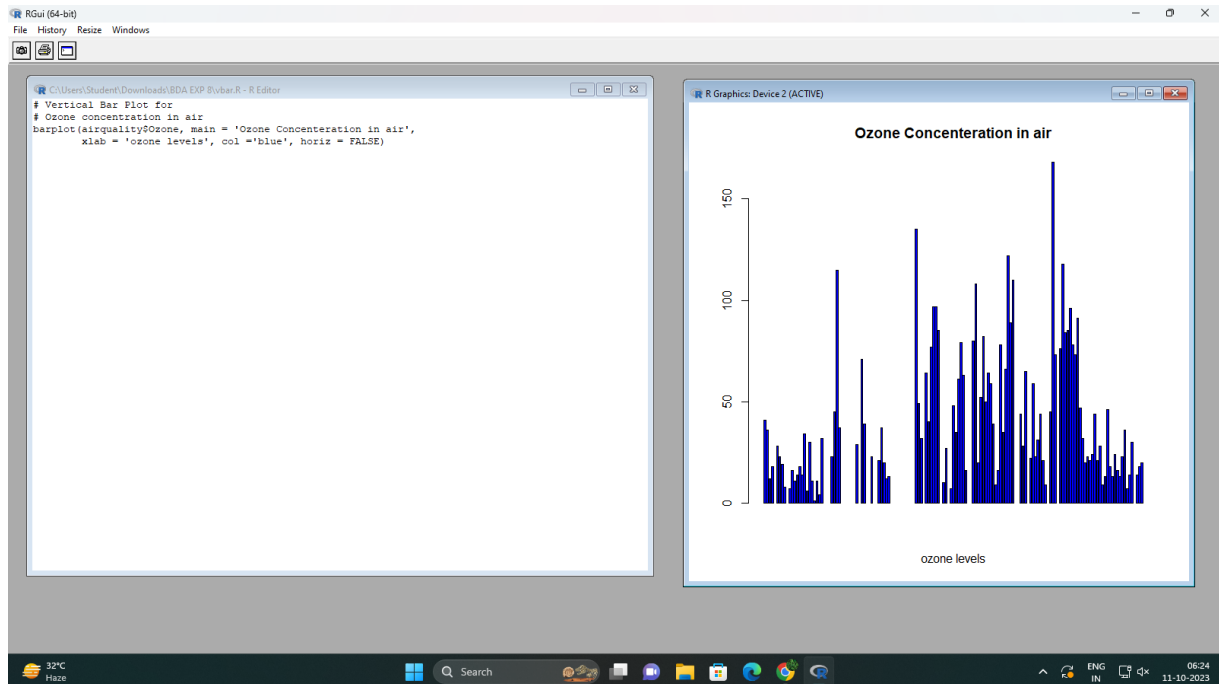 RGui (64-bit)
File History Resize Windows
C:\Users\Student\Downloads\BDA EXP 8\vbar.R - R Editor
# Vertical Bar Plot for
# Ozone concentration in air
barplot(airquality$Ozone, main = 'Ozone Concenteration in air',
xlab = 'ozone levels', col ='blue', horiz = FALSE)
R Graphics: Device 2 (ACTIVE)
Ozone Concenteration in air
150
100
50
0
ozone levels
32°C
Haze
Search
ENG
IN
06:24
11-10-2023